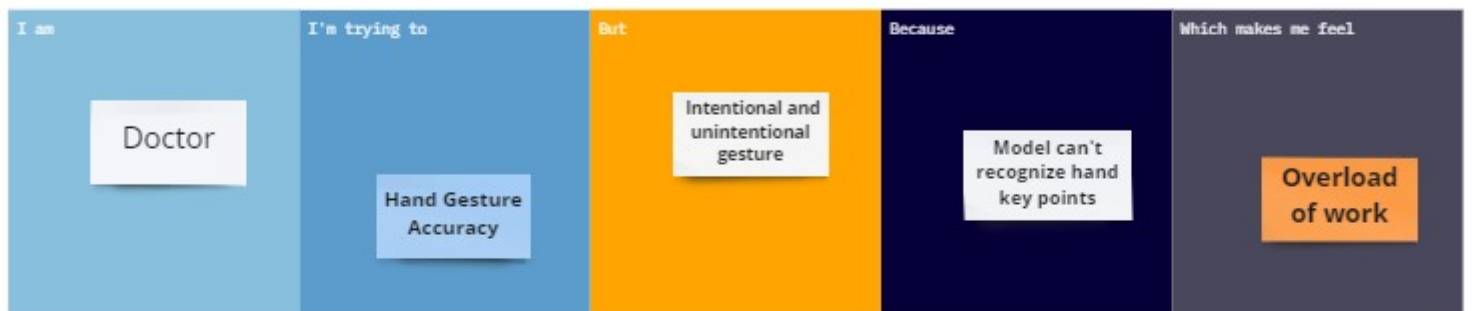 I am
Doctor
I'm trying to
Hand Gesture
Accuracy
But
Intentional and
unintentional
gesture
Because
Model can't
recognize hand
key points
Which makes me feel
Overload
of work